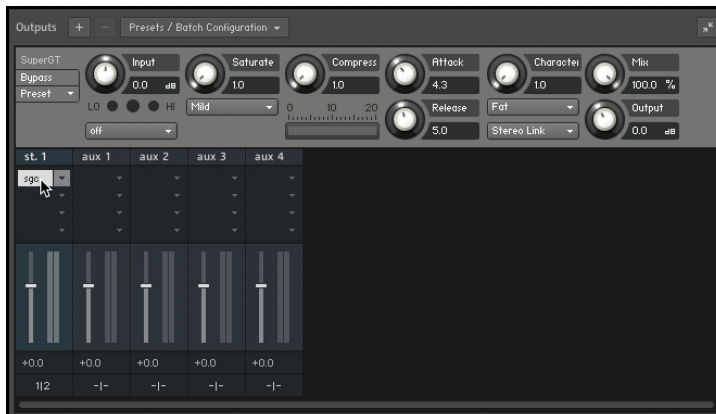 Outputs + – Presets / Batch Configuration
SuperGT Input Saturate Compress Attack Character Mix
Bypass 0.0 dB 1.0 1.0 4.3 1.0 100.0 %
Preset LO HI Mild 0 10 20 Release Fat Output
off 5.0 Stereo Link 0.0 dB
st. 1 aux 1 aux 2 aux 3 aux 4
sgc
+0.0 +0.0 +0.0 +0.0 +0.0
1|2 -|- -|- -|- -|-